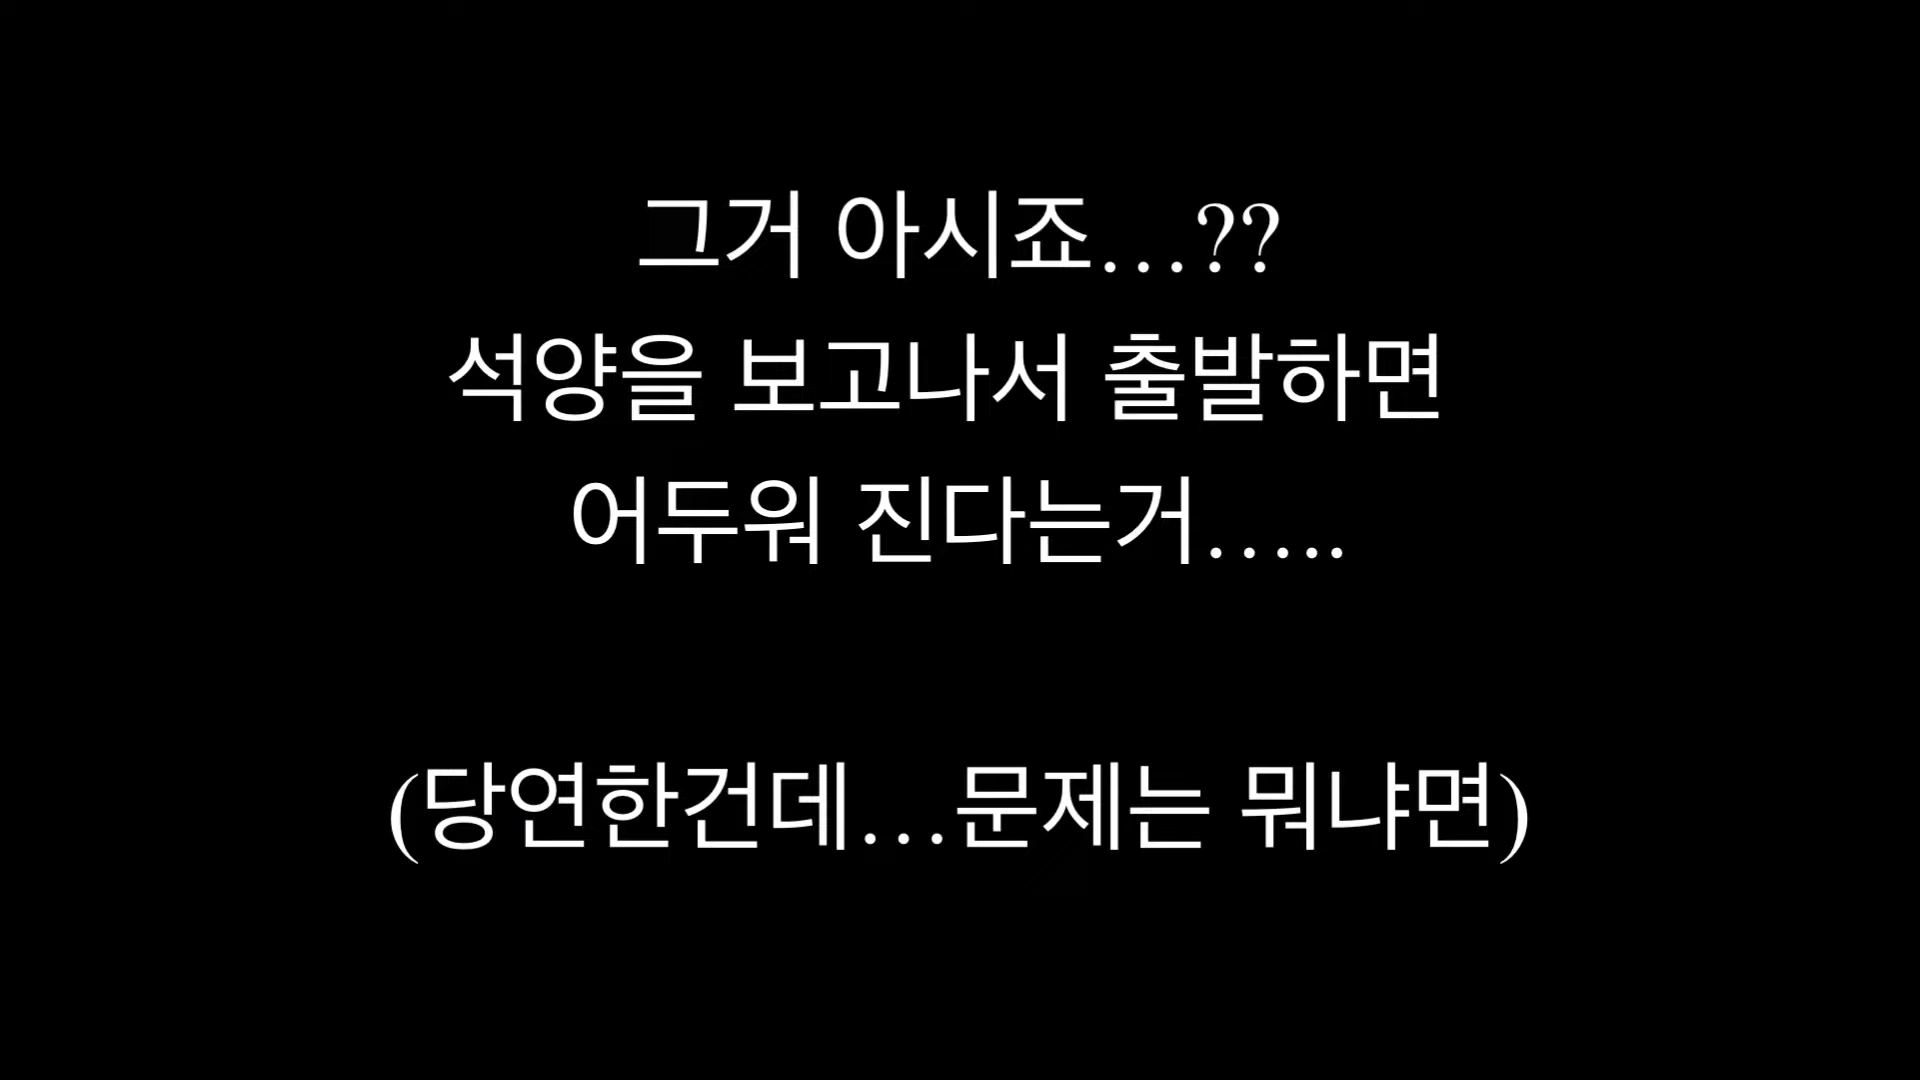 그거 아시죠...??
석양을 보고나서 출발하면
어두워 진다는거.....
(당연한건데...문제는 뭐냐면)